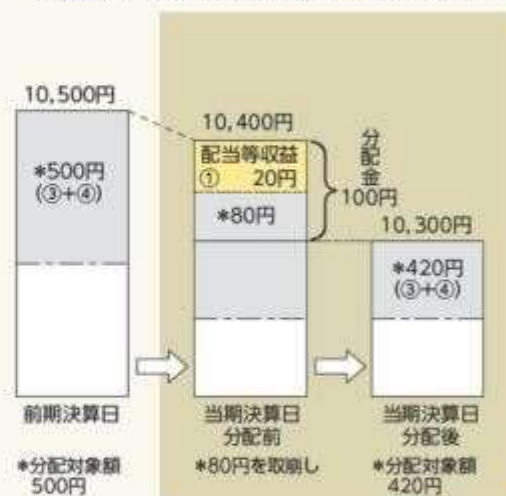 10,500円
*500円
(③+④)
前期決算日
*分配対象額
500円
10,400円
配当等収益
① 20円
*80円
分配金
100円
当期決算日
分配前
*80円を取崩し
10,300円
*420円
(③+④)
当期決算日
分配後
*分配対象額
420円